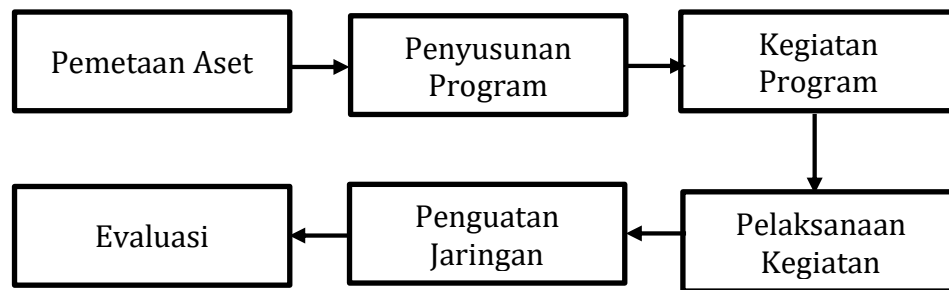 Pemetaan Aset
Penyusunan
Program
Kegiatan
Program
Pelaksanaan
Kegiatan
Penguatan
Jaringan
Evaluasi